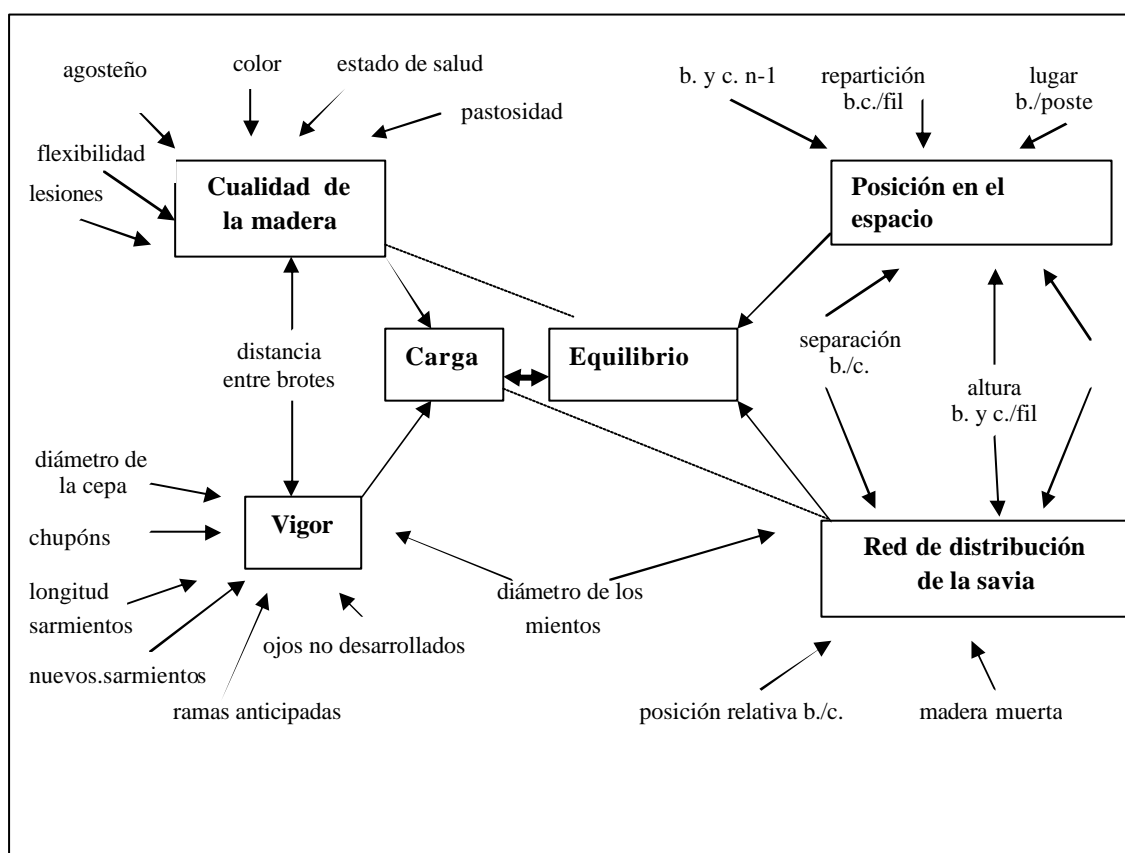 agosteño
color
estado de salud
pastosidad
flexibilidad
lesiones
Cualidad de
la madera
b. y c. n-1
repartición
b.c./fil
lugar
b./poste
Posición en el
espacio
distancia
entre brotes
Carga
Equilibrio
separación
b./c.
altura
b. y c./fil
diámetro de
la cepa
chupóns
longitud
sarmientos
nuevos.sarmientos
ramas anticipadas
ojos no desarrollados
Vigor
diámetro de los
mientos
Red de distribución
de la savia
posición relativa b./c.
madera muerta